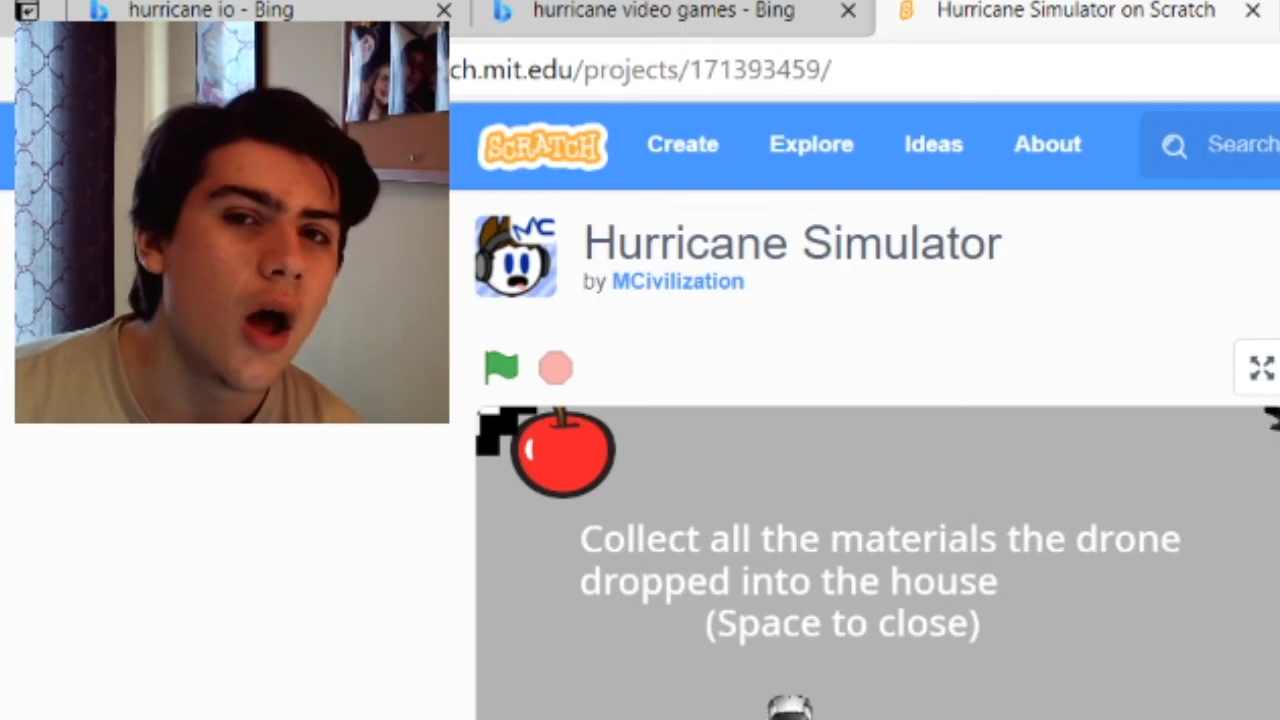 hurricane io - Bing
hurricane video games - Bing
Hurricane Simulator on Scratch
ch.mit.edu/projects/171393459/
SCRATCH
Create
Explore
Ideas
About
Search
MC
Hurricane Simulator
by MCivilization
Collect all the materials the drone
dropped into the house
(Space to close)